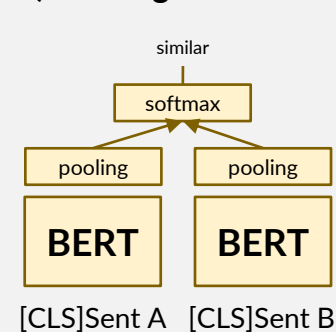 similar
softmax
pooling pooling
BERT BERT
[CLS]Sent A [CLS]Sent B